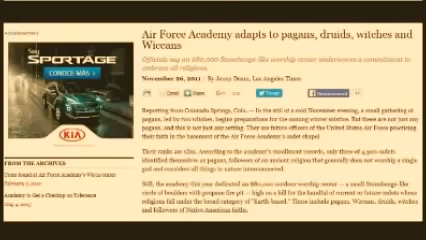 Air Force Academy adapts to pagans, druids, witches and
Wiccans
Officials say an $80,000 Stonehenge-like worship center underscores a commitment to
embrace all religions.
November 26, 2011 | By Jenny Deam, Los Angeles Times
Email
Share
Tweet
Recommend
Reporting from Colorado Springs, Colo. — In the still of a cold November evening, a small gathering of
pagans, led by two witches, begins preparations for the coming winter solstice. But these are not just any
pagans, and this is not just any setting. They are future officers of the United States Air Force practicing
their faith in the basement of the Air Force Academy's cadet chapel.
Their ranks are slim. According to the academy's enrollment records, only three of 4,300 cadets
identified themselves as pagans, followers of an ancient religion that generally does not worship a single
god and considers all things in nature interconnected.
Still, the academy this year dedicated an $80,000 outdoor worship center — a small Stonehenge-like
circle of boulders with propane fire pit — high on a hill for the handful of current or future cadets whose
religions fall under the broad category of "Earth-based." These include pagans, Wiccans, druids, witches
and followers of Native American faiths.
SPORTAGE
CONOCE MÁS
KIA
FROM THE ARCHIVES
Cross found at Air Force Academy's Wicca center
February 2, 2010
Academy to Get a Checkup on Tolerance